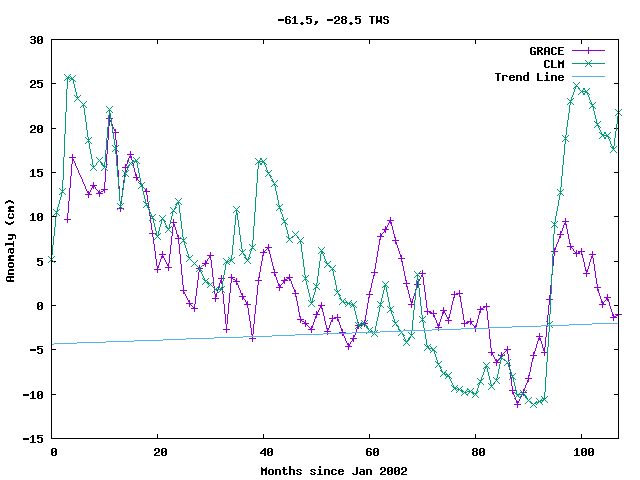 -61.5, -28.5 TWS
GRACE
CLM
Trend Line
30
25
20
15
10
5
0
-5
-10
-15
Anomaly (cm)
0 20 40 60 80 100
Months since Jan 2002